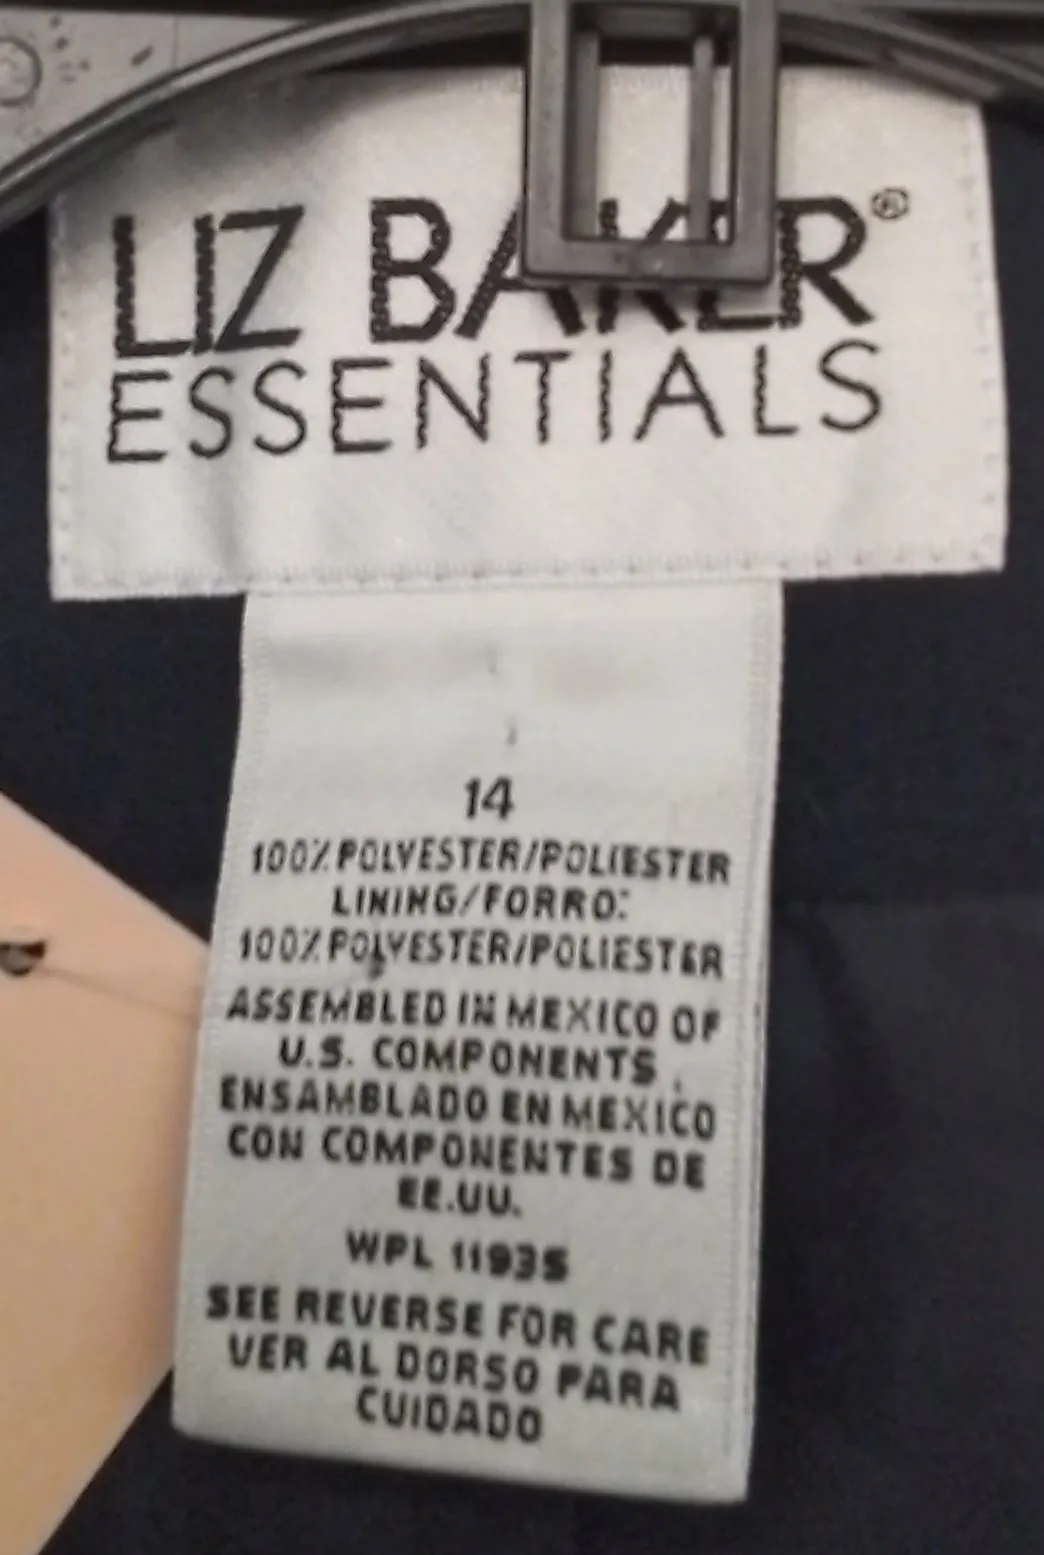 LIZ BAKER®
ESSENTIALS
14
100% POLYESTER/POLIESTER
LINING/FORRO:
100% POLYESTER/POLIESTER
ASSEMBLED IN MEXICO OF
U.S. COMPONENTS
ENSAMBLADO EN MEXICO
CON COMPONENTES DE
EE.UU.
WPL 11935
SEE REVERSE FOR CARE
VER AL DORSO PARA
CUIDADO